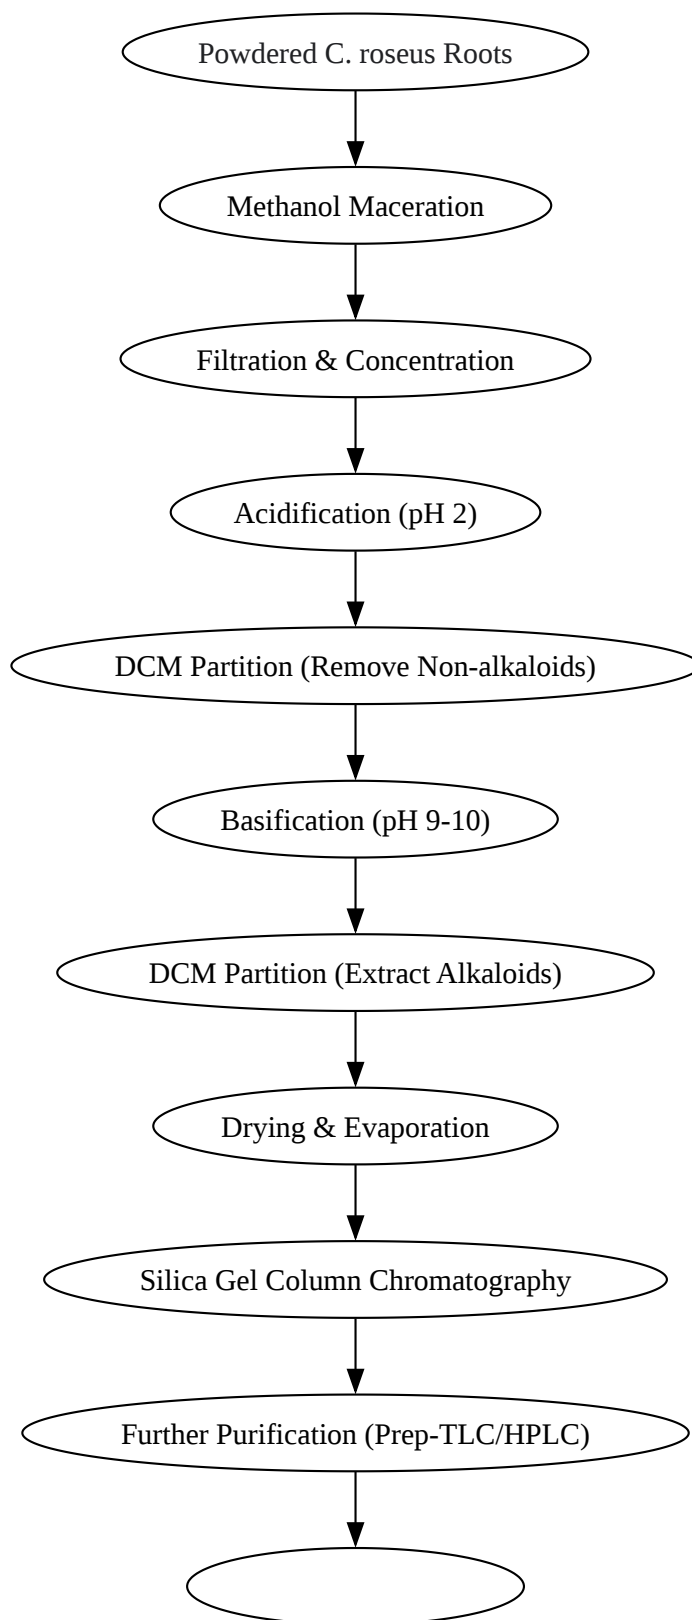 Powdered C. roseus Roots
Methanol Maceration
Filtration & Concentration
Acidification (pH 2)
DCM Partition (Remove Non-alkaloids)
Basification (pH 9-10)
DCM Partition (Extract Alkaloids)
Drying & Evaporation
Silica Gel Column Chromatography
Further Purification (Prep-TLC/HPLC)